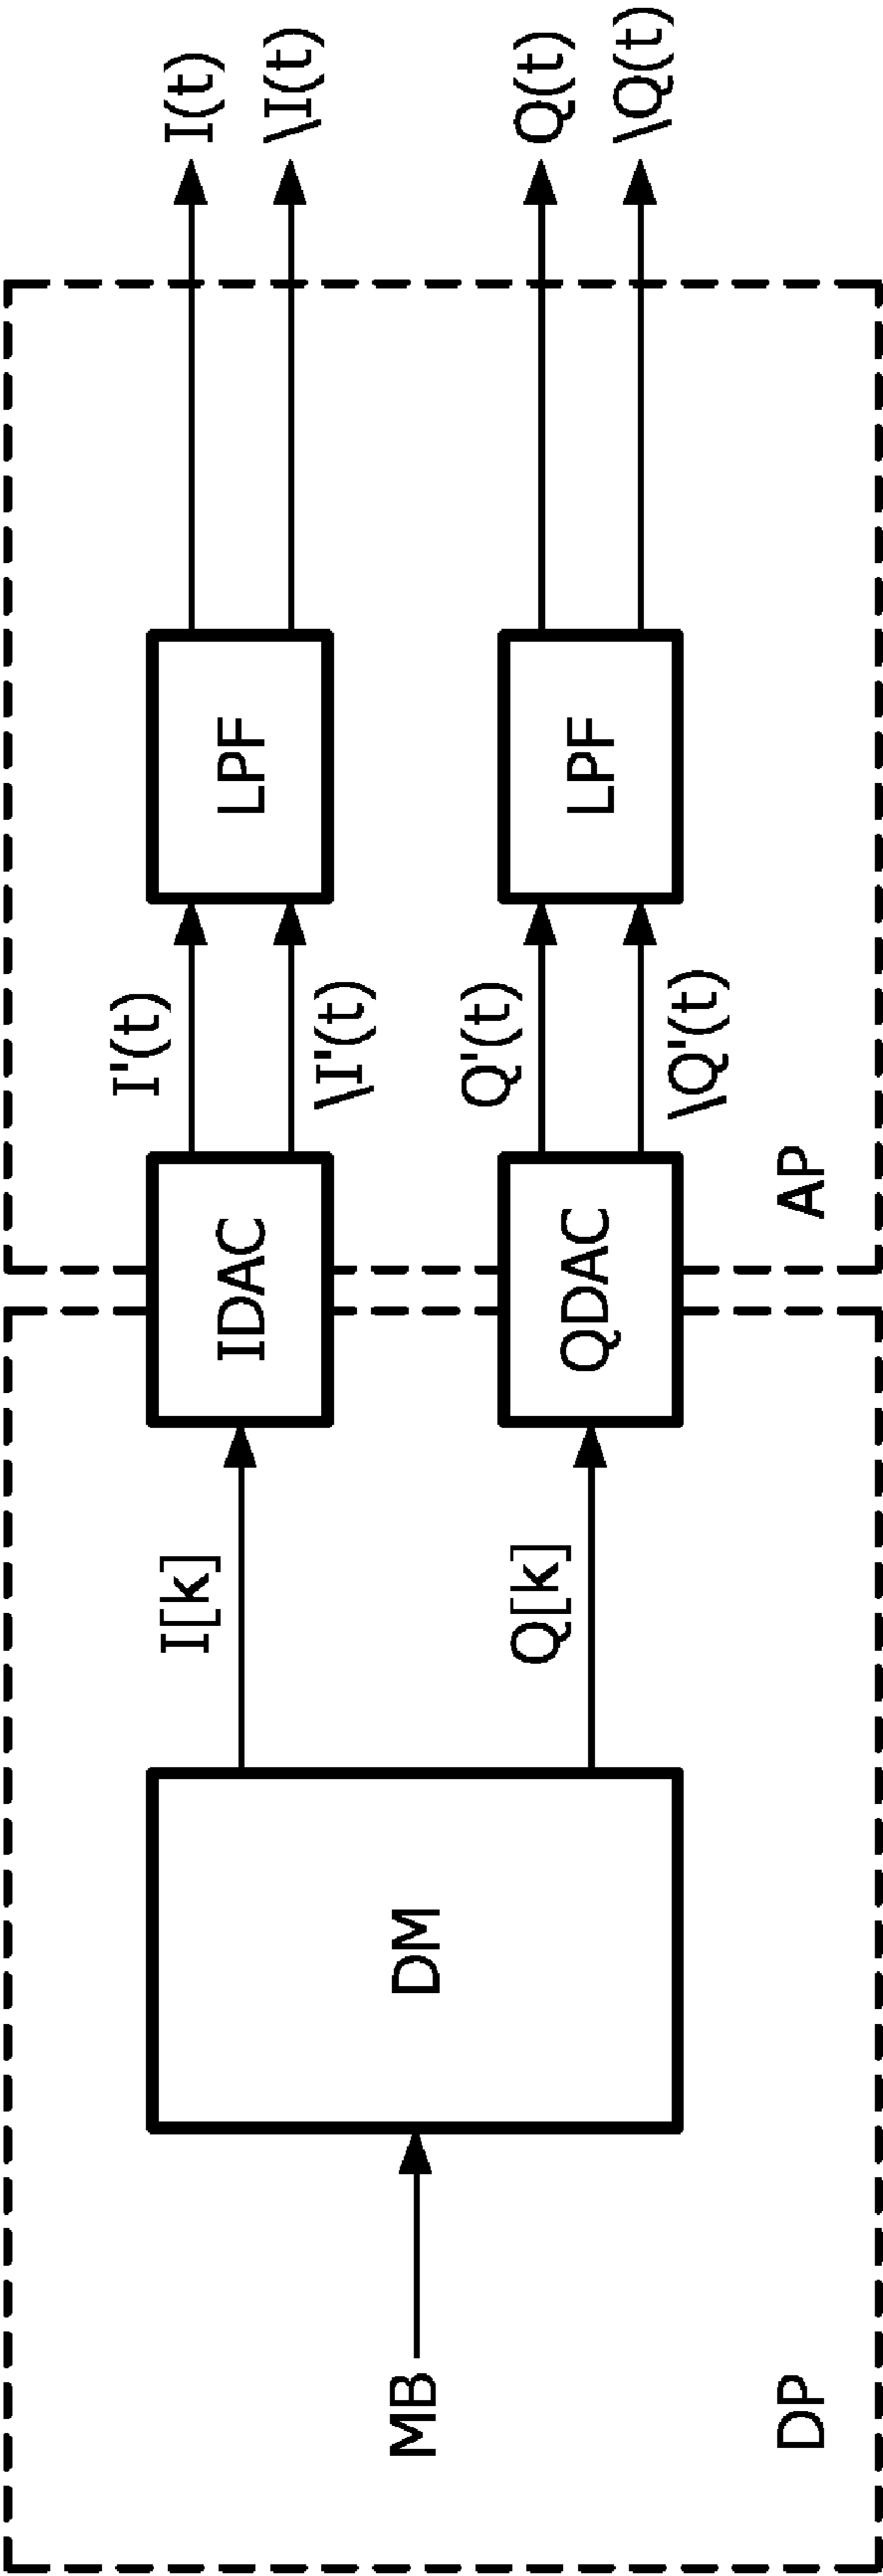 MB
DM
I[k]
Q[k]
IDAC
QDAC
I'(t)
\I'(t)
Q'(t)
\Q'(t)
LPF
LPF
I(t)
\I(t)
Q(t)
\Q(t)
DP
AP